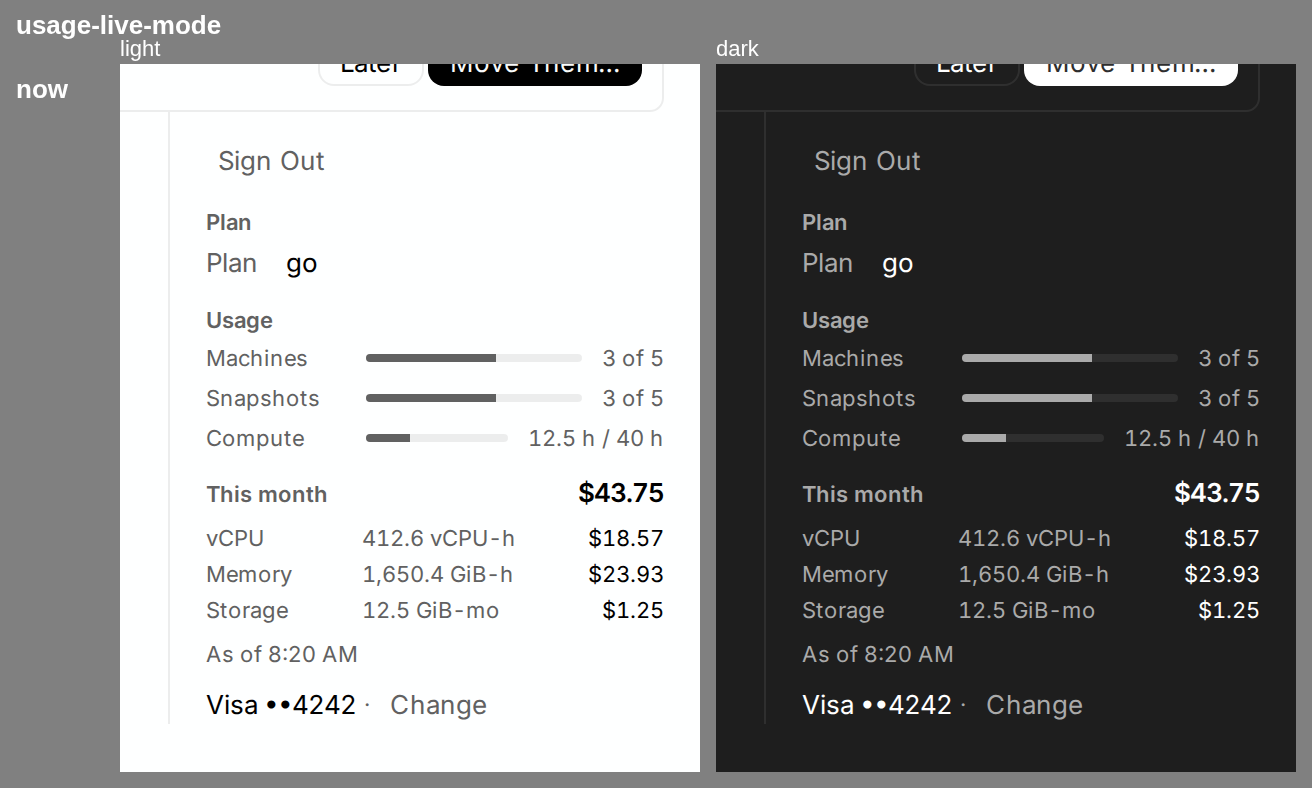 usage-live-mode
light
dark
now
Later
Move Them...
Sign Out
Plan
Plan go
Usage
Machines 3 of 5
Snapshots 3 of 5
Compute 12.5 h / 40 h
This month $43.75
vCPU 412.6 vCPU-h $18.57
Memory 1,650.4 GiB-h $23.93
Storage 12.5 GiB-mo $1.25
As of 8:20 AM
Visa ••4242 · Change
Later
Move Them...
Sign Out
Plan
Plan go
Usage
Machines 3 of 5
Snapshots 3 of 5
Compute 12.5 h / 40 h
This month $43.75
vCPU 412.6 vCPU-h $18.57
Memory 1,650.4 GiB-h $23.93
Storage 12.5 GiB-mo $1.25
As of 8:20 AM
Visa ••4242 · Change